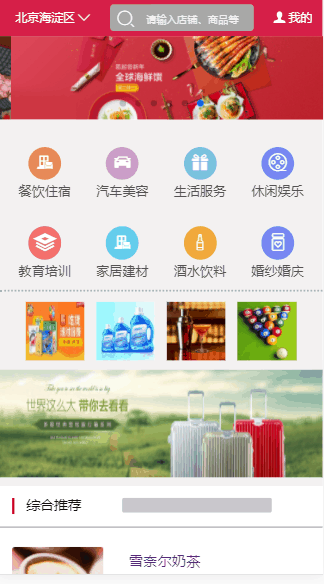 北京海淀区
请输入店铺、商品等
我的
全球海鲜馆
餐饮住宿 汽车美容 生活服务 休闲娱乐
教育培训 家居建材 酒水饮料 婚纱婚庆
世界这么大 带你去看看
综合推荐
雪奈尔奶茶